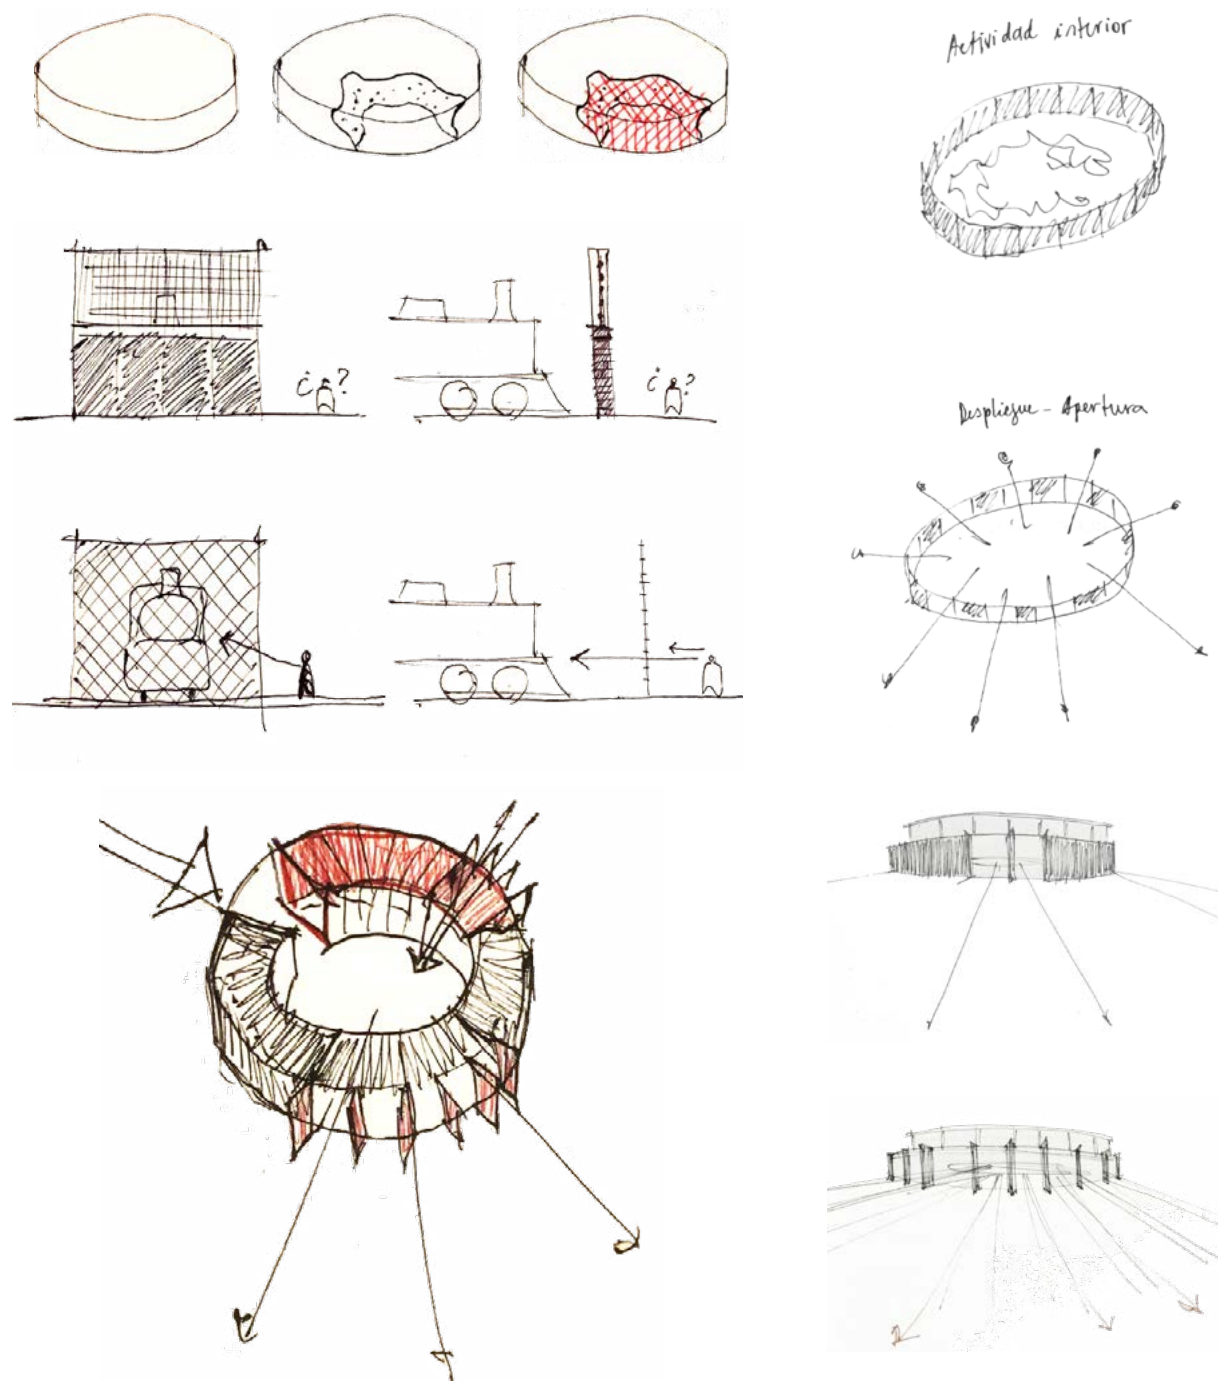 Actividad interior
¿ ?
¿ ?
Despliegue - Apertura